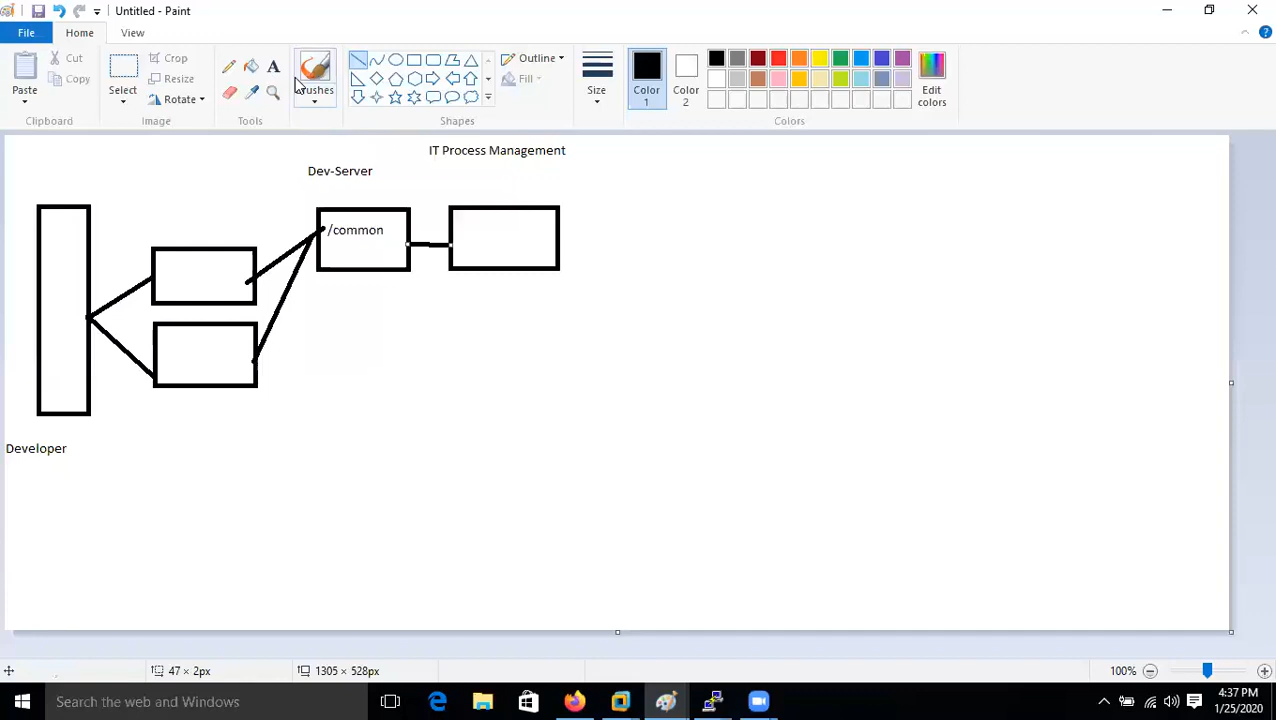 Untitled - Paint
File
Home
View
Paste
Cut
Copy
Clipboard
Select
Crop
Resize
Rotate
Image
A
Tools
Shapes
Outline
Fill
Size
Color
1
Color
2
Edit
colors
Colors
IT Process Management
Dev-Server
/common
Developer
47 × 2px
1305 × 528px
100%
Search the web and Windows
4:37 PM
1/25/2020